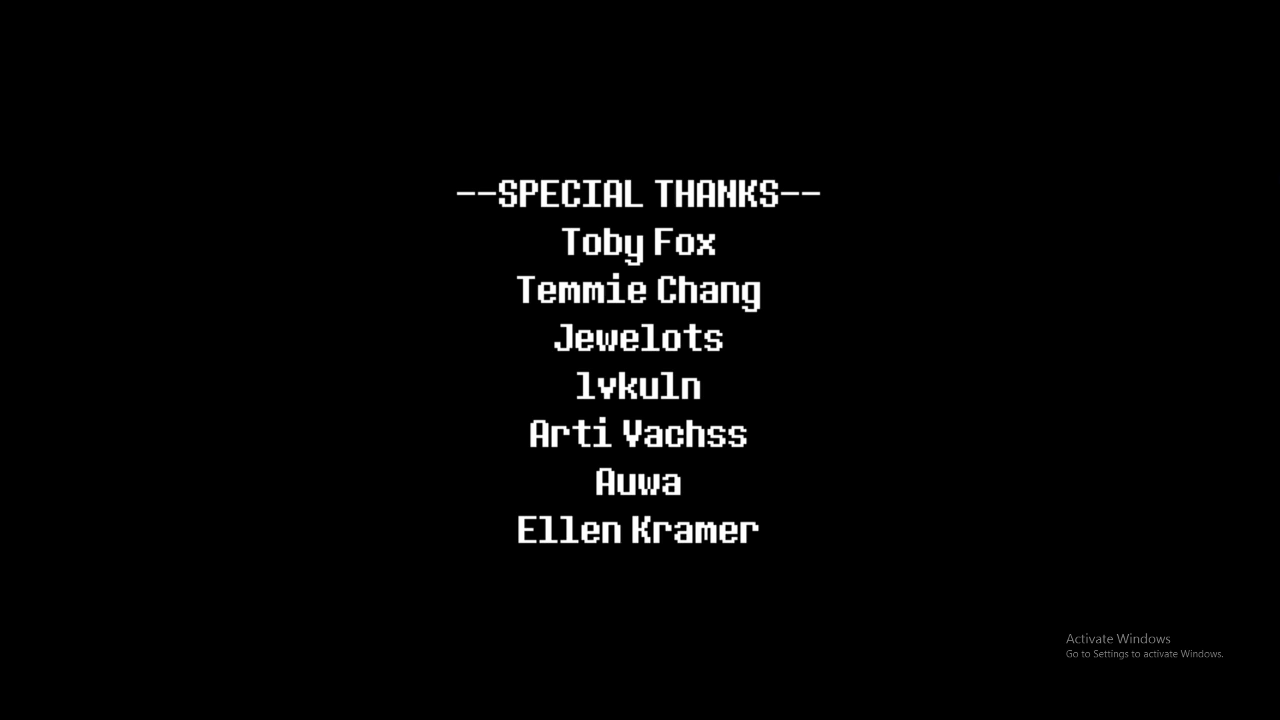 --SPECIAL THANKS--
Toby Fox
Temmie Chang
Jewelots
lvkuln
Arti Vachss
Auwa
Ellen Kramer
Activate Windows
Go to Settings to activate Windows.